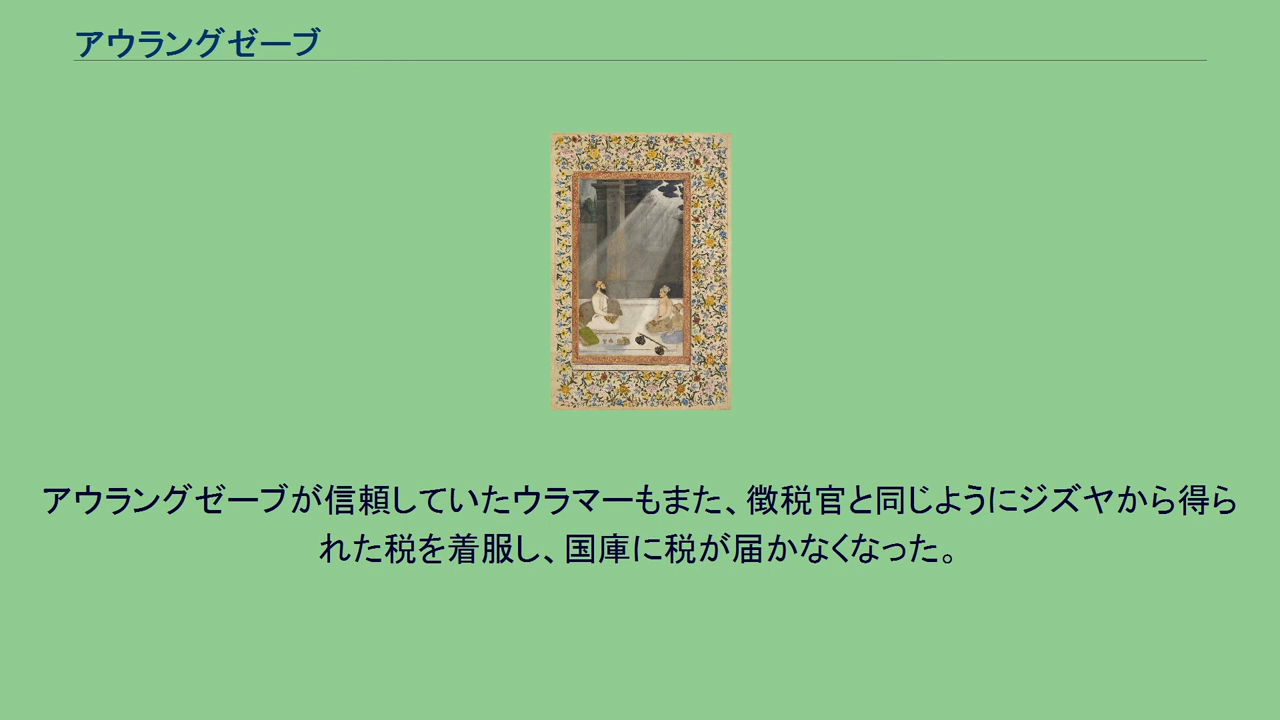 アウラングゼーブ
アウラングゼーブが信頼していたウラマーもまた、徴税官と同じようにジズヤから得ら
れた税を着服し、国庫に税が届かなくなった。